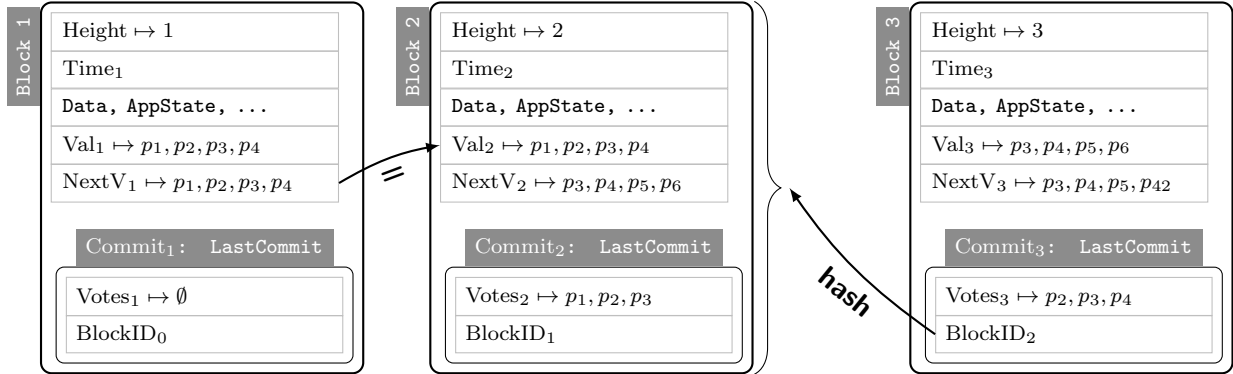 Block 1
Height ↦ 1
Time₁
Data, AppState, ...
Val₁ ↦ p₁, p₂, p₃, p₄
NextV₁ ↦ p₁, p₂, p₃, p₄
Commit₁: LastCommit
Votes₁ ↦ ∅
BlockID₀
=
Block 2
Height ↦ 2
Time₂
Data, AppState, ...
Val₂ ↦ p₁, p₂, p₃, p₄
NextV₂ ↦ p₃, p₄, p₅, p₆
Commit₂: LastCommit
Votes₂ ↦ p₁, p₂, p₃
BlockID₁
hash
Block 3
Height ↦ 3
Time₃
Data, AppState, ...
Val₃ ↦ p₃, p₄, p₅, p₆
NextV₃ ↦ p₃, p₄, p₅, p₄₂
Commit₃: LastCommit
Votes₃ ↦ p₂, p₃, p₄
BlockID₂